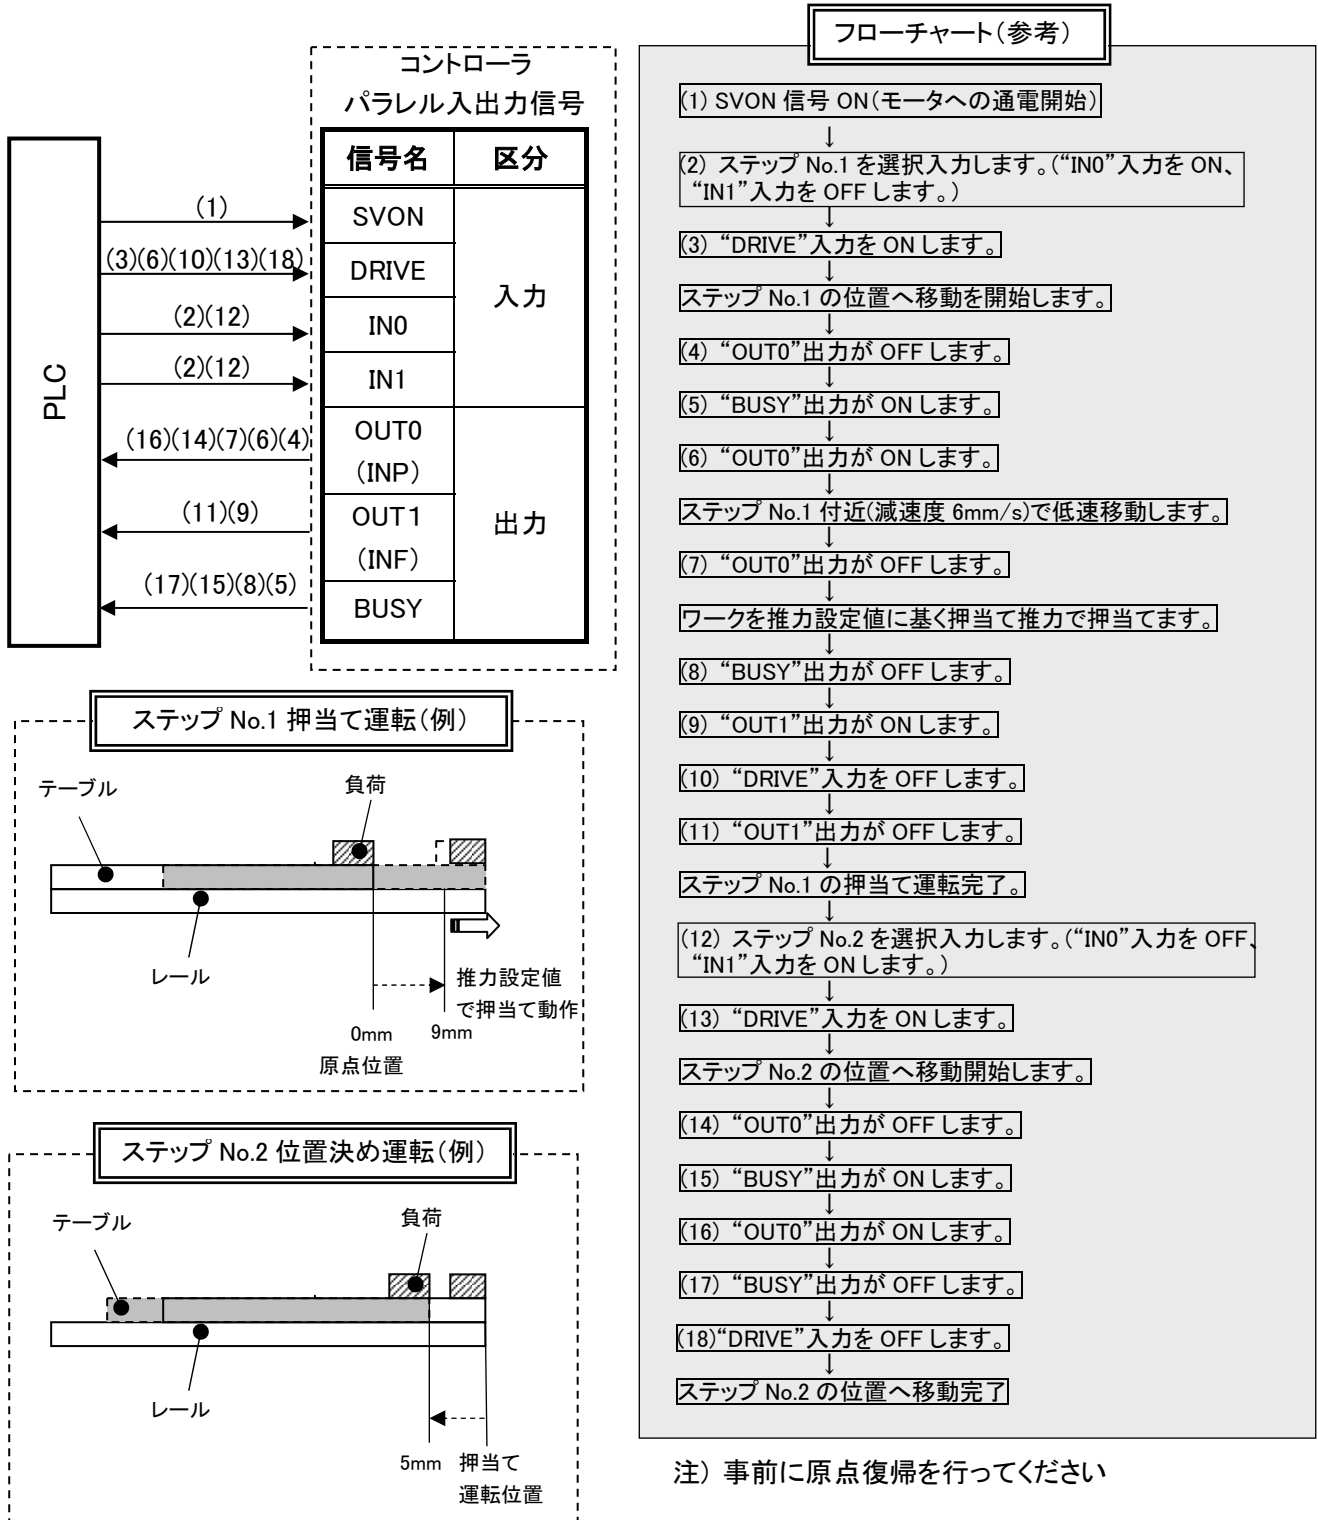 コントローラ
パラレル入出力信号
信号名 区分
SVON
DRIVE
IN0
IN1
入力
OUT0
(INP)
OUT1
(INF)
BUSY
出力
PLC
(1)
(3)(6)(10)(13)(18)
(2)(12)
(2)(12)
(16)(14)(7)(6)(4)
(11)(9)
(17)(15)(8)(5)
ステップ No.1 押当て運転(例)
テーブル
負荷
レール
推力設定値
で押当て動作
0mm
9mm
原点位置
ステップ No.2 位置決め運転(例)
テーブル
負荷
レール
5mm
押当て
運転位置
フローチャート(参考)
(1) SVON 信号 ON(モータへの通電開始)
↓
(2) ステップ No.1 を選択入力します。(“IN0”入力を ON、
“IN1”入力を OFF します。)
↓
(3) “DRIVE”入力を ON します。
↓
ステップ No.1 の位置へ移動を開始します。
↓
(4) “OUT0”出力が OFF します。
↓
(5) “BUSY”出力が ON します。
↓
(6) “OUT0”出力が ON します。
↓
ステップ No.1 付近(減速度 6mm/s)で低速移動します。
↓
(7) “OUT0”出力が OFF します。
↓
ワークを推力設定値に基く押当て推力で押当てます。
↓
(8) “BUSY”出力が OFF します。
↓
(9) “OUT1”出力が ON します。
↓
(10) “DRIVE”入力を OFF します。
↓
(11) “OUT1”出力が OFF します。
↓
ステップ No.1 の押当て運転完了。
↓
(12) ステップ No.2 を選択入力します。(“IN0”入力を OFF、
“IN1”入力を ON します。)
↓
(13) “DRIVE”入力を ON します。
↓
ステップ No.2 の位置へ移動開始します。
↓
(14) “OUT0”出力が OFF します。
↓
(15) “BUSY”出力が ON します。
↓
(16) “OUT0”出力が ON します。
↓
(17) “BUSY”出力が OFF します。
↓
(18)“DRIVE”入力を OFF します。
↓
ステップ No.2 の位置へ移動完了
注) 事前に原点復帰を行ってください